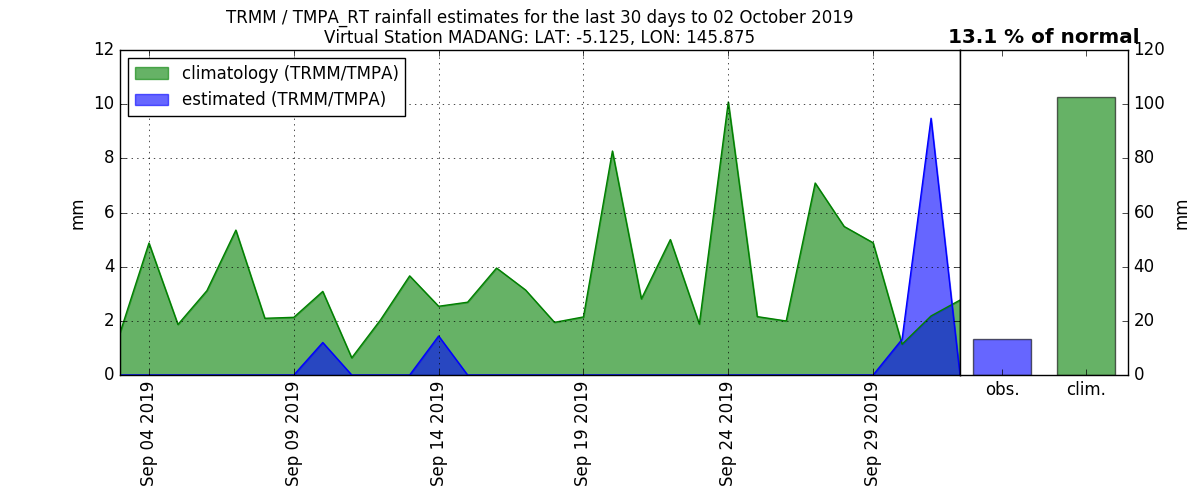 TRMM / TMPA_RT rainfall estimates for the last 30 days to 02 October 2019
Virtual Station MADANG: LAT: -5.125, LON: 145.875
13.1 % of normal
climatology (TRMM/TMPA)
estimated (TRMM/TMPA)
mm
12
10
8
6
4
2
0
Sep 04 2019
Sep 09 2019
Sep 14 2019
Sep 19 2019
Sep 24 2019
Sep 29 2019
120
100
80
60
40
20
0
mm
obs.
clim.